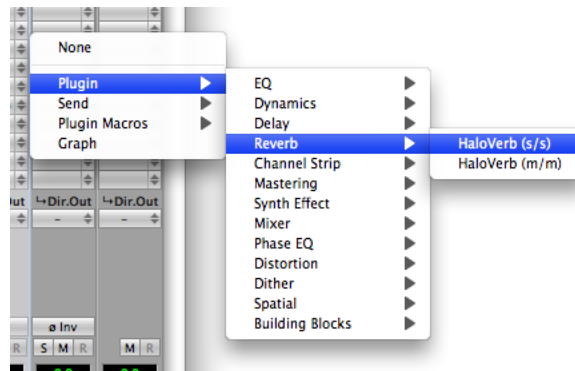 None
Plugin
Send
Plugin Macros
Graph
EQ
Dynamics
Delay
Reverb
Channel Strip
Mastering
Synth Effect
Mixer
Phase EQ
Distortion
Dither
Spatial
Building Blocks
HaloVerb (s/s)
HaloVerb (m/m)
Out ↳Dir.Out ↳Dir.Out
– –
ø Inv
R S M R M R